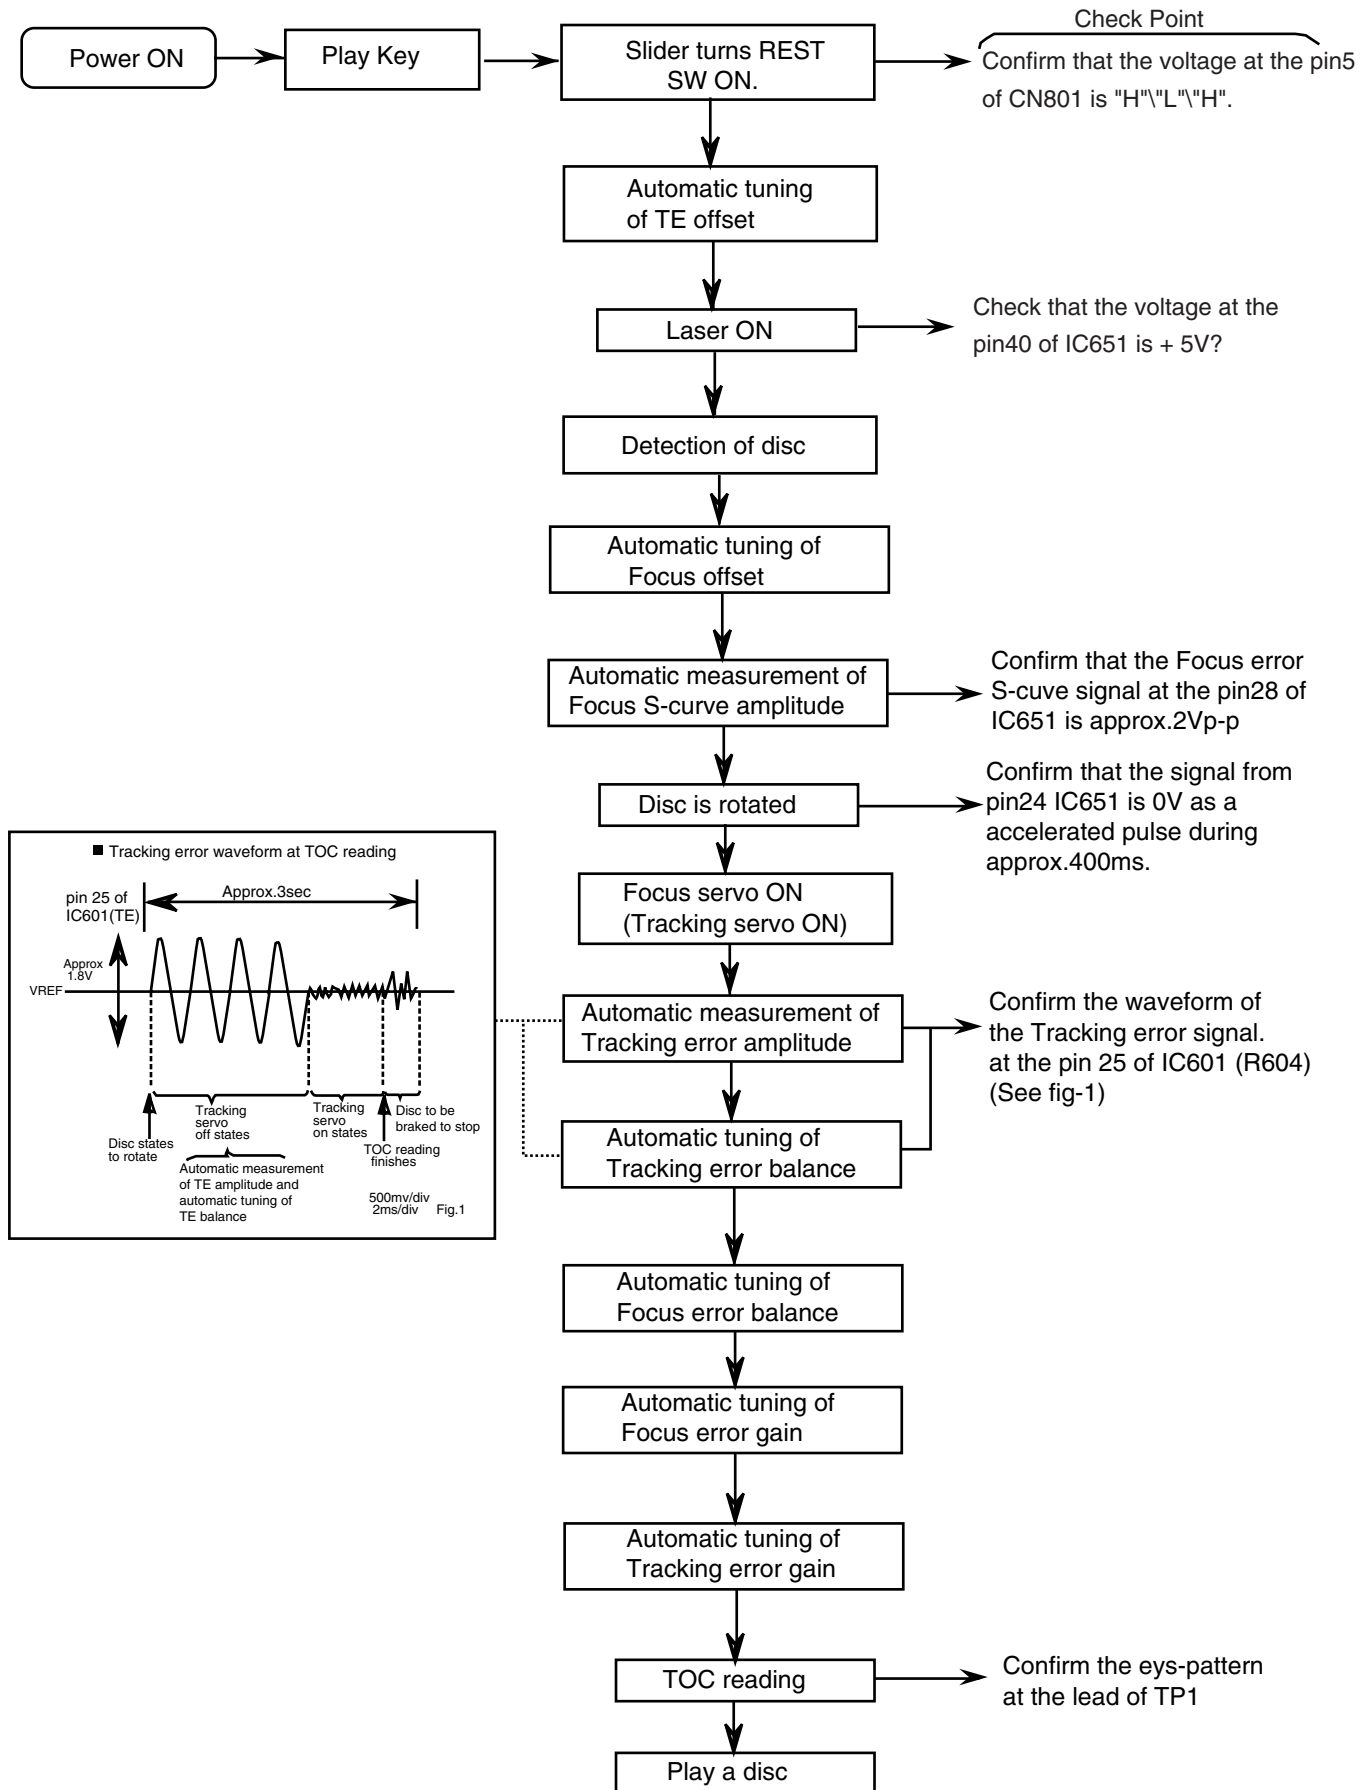 Check Point
Power ON
Play Key
Slider turns REST
SW ON.
Confirm that the voltage at the pin5
of CN801 is "H"\"L"\"H".
Automatic tuning
of TE offset
Laser ON
Check that the voltage at the
pin40 of IC651 is + 5V?
Detection of disc
Automatic tuning of
Focus offset
Automatic measurement of
Focus S-curve amplitude
Confirm that the Focus error
S-cuve signal at the pin28 of
IC651 is approx.2Vp-p
Disc is rotated
Confirm that the signal from
pin24 IC651 is 0V as a
accelerated pulse during
approx.400ms.
Focus servo ON
(Tracking servo ON)
■ Tracking error waveform at TOC reading
pin 25 of
IC601(TE)
Approx.3sec
Approx
1.8V
VREF
Tracking
servo
off states
Tracking
servo
on states
Disc to be
braked to stop
Disc states
to rotate
TOC reading
finishes
Automatic measurement
of TE amplitude and
automatic tuning of
TE balance
500mv/div
2ms/div
Fig.1
Automatic measurement of
Tracking error amplitude
Confirm the waveform of
the Tracking error signal.
at the pin 25 of IC601 (R604)
(See fig-1)
Automatic tuning of
Tracking error balance
Automatic tuning of
Focus error balance
Automatic tuning of
Focus error gain
Automatic tuning of
Tracking error gain
TOC reading
Confirm the eys-pattern
at the lead of TP1
Play a disc